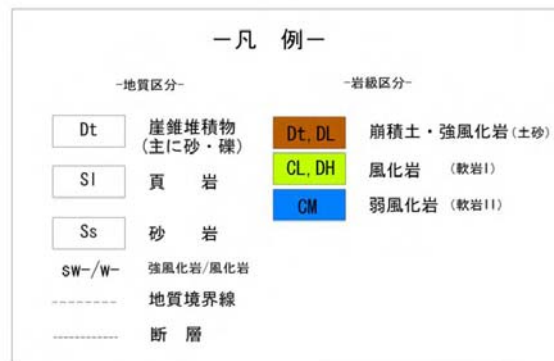 －凡　例－
-地質区分-
-岩級区分-
Dt　崖錐堆積物
(主に砂・礫)
Sl　頁　岩
Ss　砂　岩
sw-/w-　強風化岩/風化岩
地質境界線
断　層
Dt, DL　崩積土・強風化岩(土砂)
CL, DH　風化岩　(軟岩I)
CM　弱風化岩　(軟岩II)